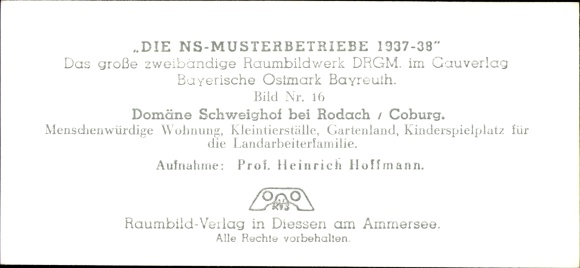 „DIE NS-MUSTERBETRIEBE 1937-38"
Das große zweibändige Raumbildwerk DRGM. im Gauverlag
Bayerische Ostmark Bayreuth.
Bild Nr. 16
Domäne Schweighof bei Rodach / Coburg.
Menschenwürdige Wohnung, Kleintierställe, Gartenland, Kinderspielplatz für
die Landarbeiterfamilie.
Aufnahme: Prof. Heinrich Hoffmann.
RVS
Raumbild-Verlag in Diessen am Ammersee.
Alle Rechte vorbehalten.